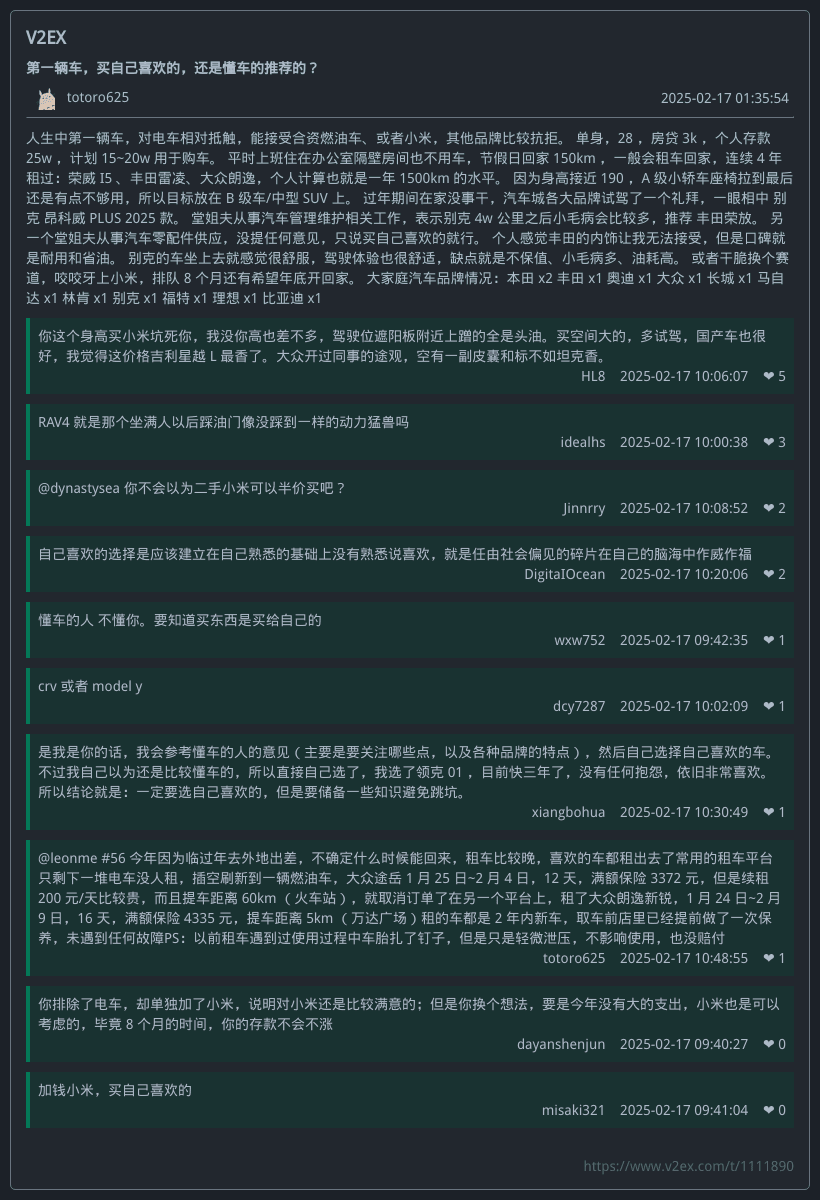 V2EX
第一辆车，买自己喜欢的，还是懂车的推荐的？
totoro625 2025-02-17 01:35:54
人生中第一辆车，对电车相对抵触，能接受合资燃油车、或者小米，其他品牌比较抗拒。 单身，28 ，房贷 3k ，个人存款
25w ，计划 15~20w 用于购车。 平时上班住在办公室隔壁房间也不用车，节假日回家 150km ，一般会租车回家，连续 4 年
租过：荣威 I5 、丰田雷凌、大众朗逸，个人计算也就是一年 1500km 的水平。 因为身高接近 190 ，A 级小轿车座椅拉到最后
还是有点不够用，所以目标放在 B 级车/中型 SUV 上。 过年期间在家没事干，汽车城各大品牌试驾了一个礼拜，一眼相中 别
克 昂科威 PLUS 2025 款。 堂姐夫从事汽车管理维护相关工作，表示别克 4w 公里之后小毛病会比较多，推荐 丰田荣放。 另
一个堂姐夫从事汽车零配件供应，没提任何意见，只说买自己喜欢的就行。 个人感觉丰田的内饰让我无法接受，但是口碑就
是耐用和省油。 别克的车坐上去就感觉很舒服，驾驶体验也很舒适，缺点就是不保值、小毛病多、油耗高。 或者干脆换个赛
道，咬咬牙上小米，排队 8 个月还有希望年底开回家。 大家庭汽车品牌情况：本田 x2 丰田 x1 奥迪 x1 大众 x1 长城 x1 马自
达 x1 林肯 x1 别克 x1 福特 x1 理想 x1 比亚迪 x1
你这个身高买小米坑死你，我没你高也差不多，驾驶位遮阳板附近上蹭的全是头油。买空间大的，多试驾，国产车也很
好，我觉得这价格吉利星越 L 最香了。大众开过同事的途观，空有一副皮囊和标不如坦克香。
HL8 2025-02-17 10:06:07 ❤ 5
RAV4 就是那个坐满人以后踩油门像没踩到一样的动力猛兽吗
idealhs 2025-02-17 10:00:38 ❤ 3
@dynastysea 你不会以为二手小米可以半价买吧？
Jinnrry 2025-02-17 10:08:52 ❤ 2
自己喜欢的选择是应该建立在自己熟悉的基础上没有熟悉说喜欢，就是任由社会偏见的碎片在自己的脑海中作威作福
DigitaIOcean 2025-02-17 10:20:06 ❤ 2
懂车的人 不懂你。要知道买东西是买给自己的
wxw752 2025-02-17 09:42:35 ❤ 1
crv 或者 model y
dcy7287 2025-02-17 10:02:09 ❤ 1
是我是你的话，我会参考懂车的人的意见（主要是要关注哪些点，以及各种品牌的特点），然后自己选择自己喜欢的车。
不过我自己以为还是比较懂车的，所以直接自己选了，我选了领克 01 ，目前快三年了，没有任何抱怨，依旧非常喜欢。
所以结论就是：一定要选自己喜欢的，但是要储备一些知识避免跳坑。
xiangbohua 2025-02-17 10:30:49 ❤ 1
@leonme #56 今年因为临过年去外地出差，不确定什么时候能回来，租车比较晚，喜欢的车都租出去了常用的租车平台
只剩下一堆电车没人租，插空刷新到一辆燃油车，大众途岳 1 月 25 日~2 月 4 日，12 天，满额保险 3372 元，但是续租
200 元/天比较贵，而且提车距离 60km （火车站），就取消订单了在另一个平台上，租了大众朗逸新锐，1 月 24 日~2 月
9 日，16 天，满额保险 4335 元，提车距离 5km （万达广场）租的车都是 2 年内新车，取车前店里已经提前做了一次保
养，未遇到任何故障PS：以前租车遇到过使用过程中车胎扎了钉子，但是只是轻微泄压，不影响使用，也没赔付
totoro625 2025-02-17 10:48:55 ❤ 1
你排除了电车，却单独加了小米，说明对小米还是比较满意的；但是你换个想法，要是今年没有大的支出，小米也是可以
考虑的，毕竟 8 个月的时间，你的存款不会不涨
dayanshenjun 2025-02-17 09:40:27 ❤ 0
加钱小米，买自己喜欢的
misaki321 2025-02-17 09:41:04 ❤ 0
https://www.v2ex.com/t/1111890